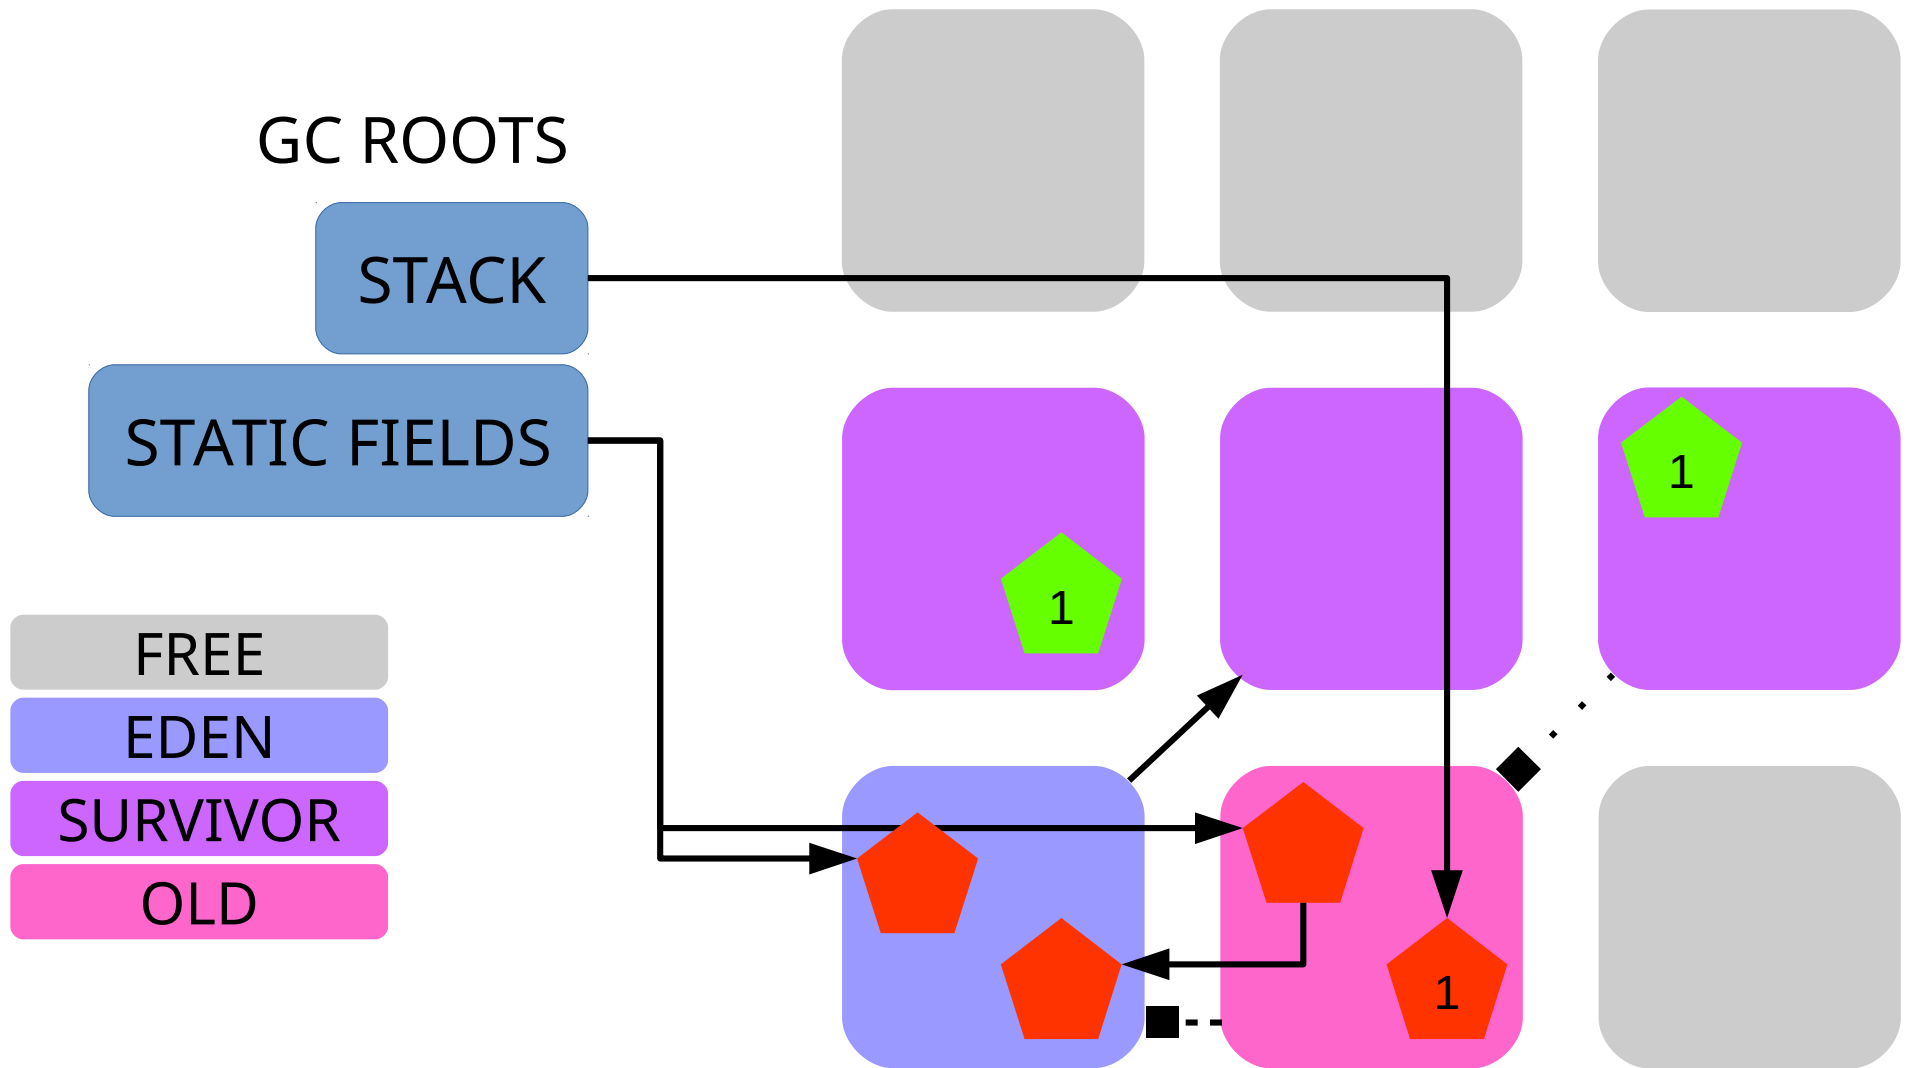 GC ROOTS
STACK
STATIC FIELDS
FREE
EDEN
SURVIVOR
OLD
1
1
1